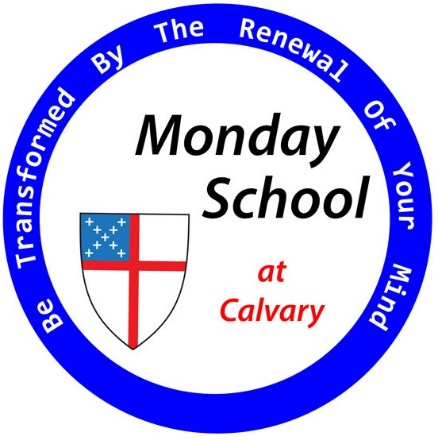 Be Transformed By The Renewal Of Your Mind
Monday
School
at
Calvary